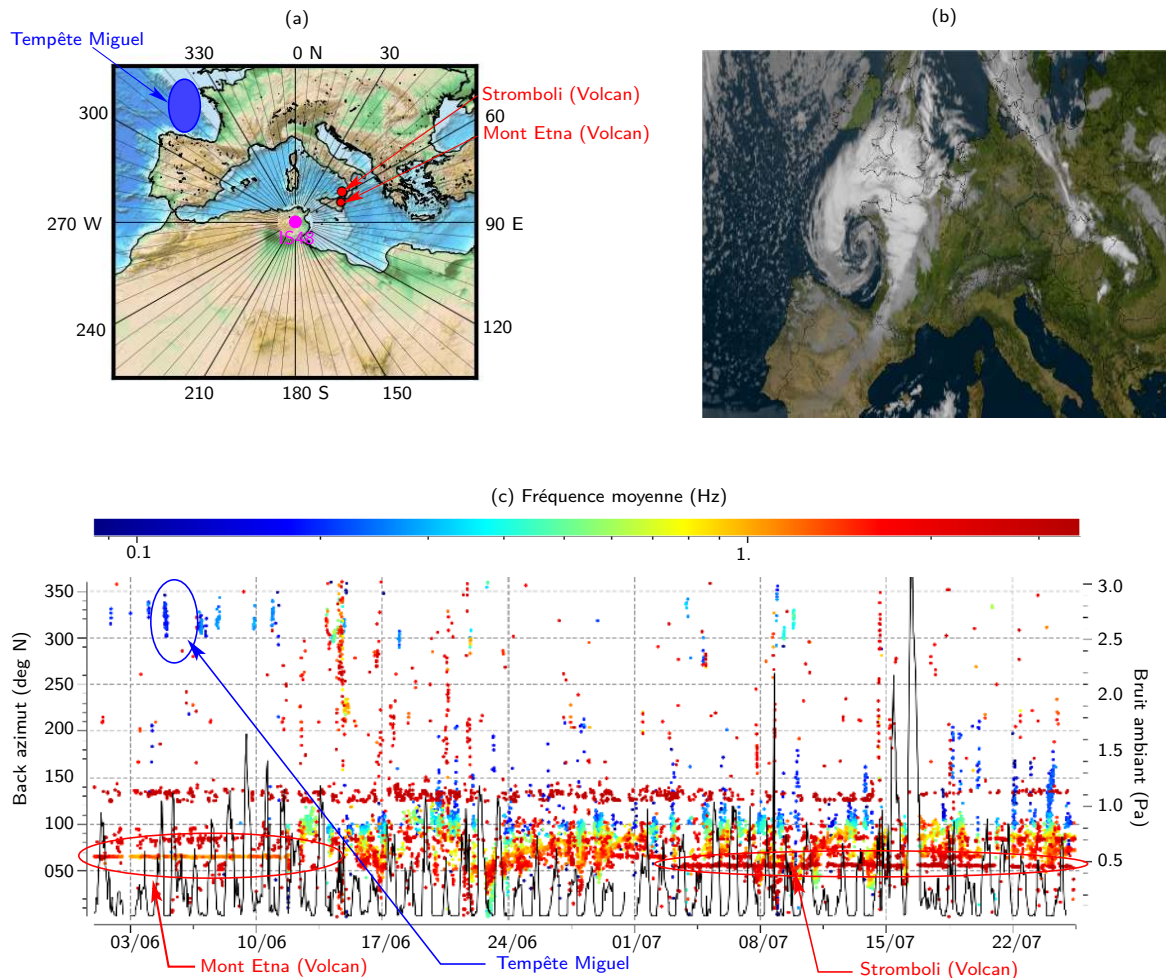 (a)
(b)
Tempête Miguel
330
0 N
30
300
Stromboli (Volcan)
60
Mont Etna (Volcan)
270 W
90 E
IS48
240
120
210
180 S
150
(c) Fréquence moyenne (Hz)
0.1
1.
350
300
250
200
150
100
050
Back azimut (deg N)
3.0
2.5
2.0
1.5
1.0
0.5
Bruit ambiant (Pa)
03/06
10/06
17/06
24/06
01/07
08/07
15/07
22/07
Mont Etna (Volcan)
Tempête Miguel
Stromboli (Volcan)